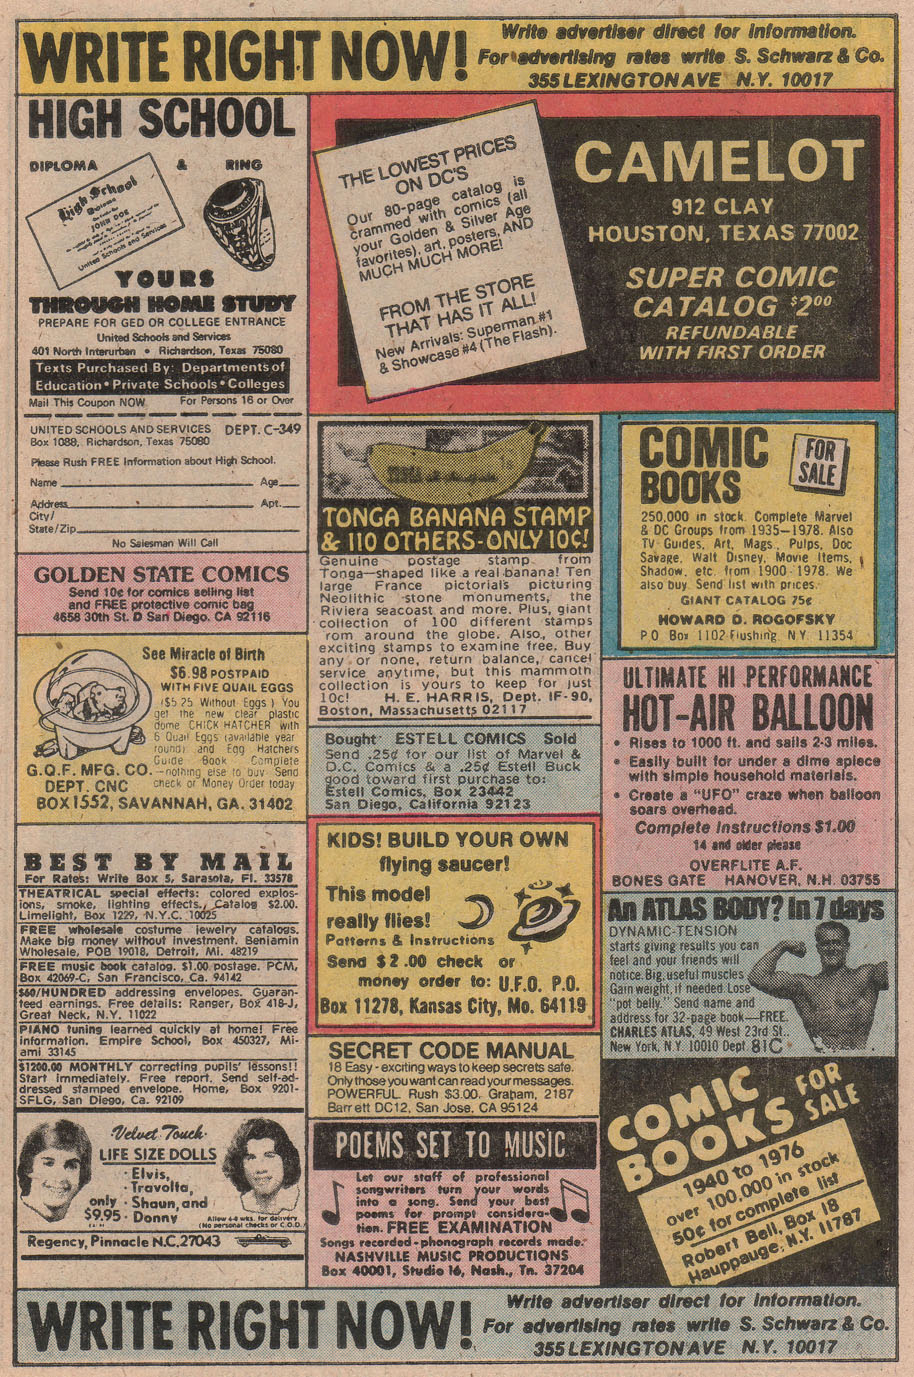 WRITE RIGHT NOW!
Write advertiser direct for information.
For advertising rates write S. Schwarz & Co.
355 LEXINGTON AVE N.Y. 10017
HIGH SCHOOL
DIPLOMA & RING
High School
Diploma
JOHN DOE
United Schools and Services
YOURS
THROUGH HOME STUDY
PREPARE FOR GED OR COLLEGE ENTRANCE
United Schools and Services
401 North Interurban • Richardson, Texas 75080
Texts Purchased By: Departments of
Education • Private Schools • Colleges
Mail This Coupon NOW For Persons 16 or Over
UNITED SCHOOLS AND SERVICES DEPT. C-349
Box 1088, Richardson, Texas 75080
Please Rush FREE Information about High School.
Name Age
Address Apt.
City/
State/Zip
No Salesman Will Call
GOLDEN STATE COMICS
Send 10¢ for comics selling list
and FREE protective comic bag
4658 30th St. D San Diego, CA 92116
See Miracle of Birth
$6.98 POSTPAID
WITH FIVE QUAIL EGGS
($5.25 Without Eggs.) You
get the new clear plastic
dome CHICK HATCHER with
6 Quail Eggs (available year
round) and Egg Hatchers
Guide Book. Complete
—nothing else to buy. Send
check or Money Order today
G.Q.F. MFG. CO.
DEPT. CNC
BOX 1552, SAVANNAH, GA. 31402
BEST BY MAIL
For Rates: Write Box 5, Sarasota, Fl. 33578
THEATRICAL special effects: colored explos-
ions, smoke, lighting effects., Catalog $2.00.
Limelight, Box 1229, N.Y.C. 10025
FREE wholesale costume jewelry catalogs.
Make big money without investment. Benjamin
Wholesale, POB 19018, Detroit, Mi. 48219
FREE music book catalog. $1.00 postage. PCM,
Box 42069-C, San Francisco, Ca. 94142
$60/HUNDRED addressing envelopes. Guaran-
teed earnings. Free details: Ranger, Box 418-J,
Great Neck, N.Y. 11022
PIANO tuning learned quickly at home! Free
information. Empire School, Box 450327, Mi-
ami 33145
$1200.00 MONTHLY correcting pupils' lessons!!
Start immediately. Free report. Send self-ad-
dressed stamped envelope. Home, Box 9201-
SFLG, San Diego, Ca. 92109
Velvet Touch
LIFE SIZE DOLLS
• Elvis,
• Travolta,
• Shaun, and
• Donny
only
$9.95
Allow 4-6 wks. for delivery
(No personal checks or C.O.D.)
Regency, Pinnacle N.C. 27043
THE LOWEST PRICES
ON DC'S
Our 80-page catalog is
crammed with comics (all
your Golden & Silver Age
favorites), art, posters, AND
MUCH MUCH MORE!
FROM THE STORE
THAT HAS IT ALL!
New Arrivals: Superman #1
& Showcase #4 (The Flash).
CAMELOT
912 CLAY
HOUSTON, TEXAS 77002
SUPER COMIC
CATALOG $2.00
REFUNDABLE
WITH FIRST ORDER
TONGA BANANA STAMP
& 110 OTHERS-ONLY 10¢!
Genuine postage stamp from
Tonga—shaped like a real banana! Ten
large France pictorials picturing
Neolithic stone monuments, the
Riviera seacoast and more. Plus, giant
collection of 100 different stamps
rom around the globe. Also, other
exciting stamps to examine free. Buy
any or none, return balance, cancel
service anytime, but this mammoth
collection is yours to keep for just
10c! H. E. HARRIS, Dept. IF-90,
Boston, Massachusetts 02117
Bought ESTELL COMICS Sold
Send .25¢ for our list of Marvel &
D.C. Comics & a .25¢ Estell Buck
good toward first purchase to:
Estell Comics, Box 23442
San Diego, California 92123
KIDS! BUILD YOUR OWN
flying saucer!
This model
really flies!
Patterns & Instructions
Send $2.00 check or
money order to: U.F.O. P.O.
Box 11278, Kansas City, Mo. 64119
SECRET CODE MANUAL
18 Easy - exciting ways to keep secrets safe.
Only those you want can read your messages.
POWERFUL. Rush $3.00. Graham, 2187
Barrett DC12, San Jose, CA 95124
POEMS SET TO MUSIC
Let our staff of professional
songwriters turn your words
into a song. Send your best
poems for prompt considera-
tion. FREE EXAMINATION
Songs recorded - phonograph records made.
NASHVILLE MUSIC PRODUCTIONS
Box 40001, Studio 16, Nash., Tn. 37204
COMIC
BOOKS
FOR
SALE
250,000 in stock. Complete Marvel
& DC Groups from 1935—1978. Also
TV Guides, Art, Mags., Pulps, Doc
Savage, Walt Disney, Movie Items,
Shadow, etc. from 1900-1978. We
also buy. Send list with prices.
GIANT CATALOG 75¢
HOWARD D. ROGOFSKY
P.O. Box 1102 Flushing, N.Y. 11354
ULTIMATE HI PERFORMANCE
HOT-AIR BALLOON
• Rises to 1000 ft. and sails 2-3 miles.
• Easily built for under a dime apiece
with simple household materials.
• Create a "UFO" craze when balloon
soars overhead.
Complete Instructions $1.00
14 and older please
OVERFLITE A.F.
BONES GATE HANOVER, N.H. 03755
An ATLAS BODY? In 7 days
DYNAMIC-TENSION
starts giving results you can
feel and your friends will
notice. Big, useful muscles.
Gain weight, if needed. Lose
"pot belly." Send name and
address for 32-page book—FREE.
CHARLES ATLAS, 49 West 23rd St.,
New York, N.Y. 10010 Dept. 81C
COMIC
BOOKS
FOR
SALE
1940 to 1976
over 100,000 in stock
50¢ for complete list
Robert Bell, Box 18
Hauppauge, N.Y. 11787
WRITE RIGHT NOW!
Write advertiser direct for information.
For advertising rates write S. Schwarz & Co.
355 LEXINGTON AVE N.Y. 10017